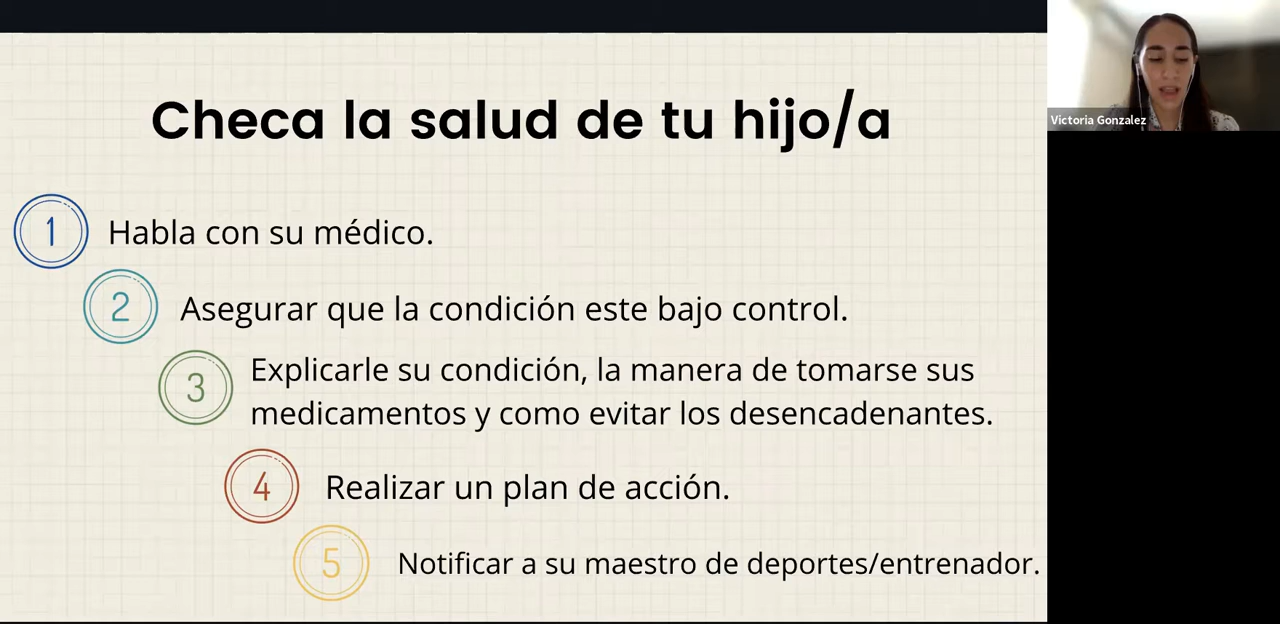 Checa la salud de tu hijo/a
Victoria Gonzalez
1 Habla con su médico.
2 Asegurar que la condición este bajo control.
3 Explicarle su condición, la manera de tomarse sus
medicamentos y como evitar los desencadenantes.
4 Realizar un plan de acción.
5 Notificar a su maestro de deportes/entrenador.